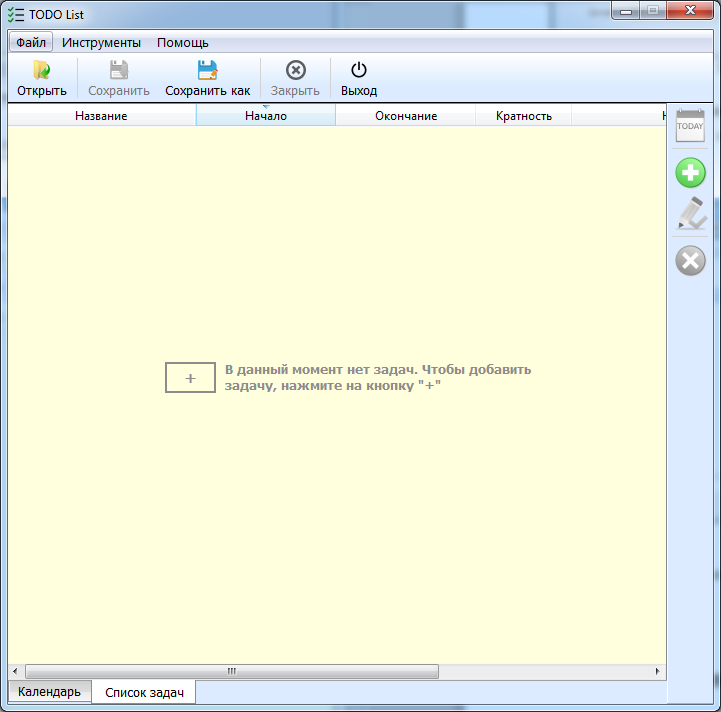 TODO List
Файл Инструменты Помощь
Открыть Сохранить Сохранить как Закрыть Выход
Название Начало Окончание Кратность
TODAY
+ В данный момент нет задач. Чтобы добавить
задачу, нажмите на кнопку "+"
Календарь Список задач